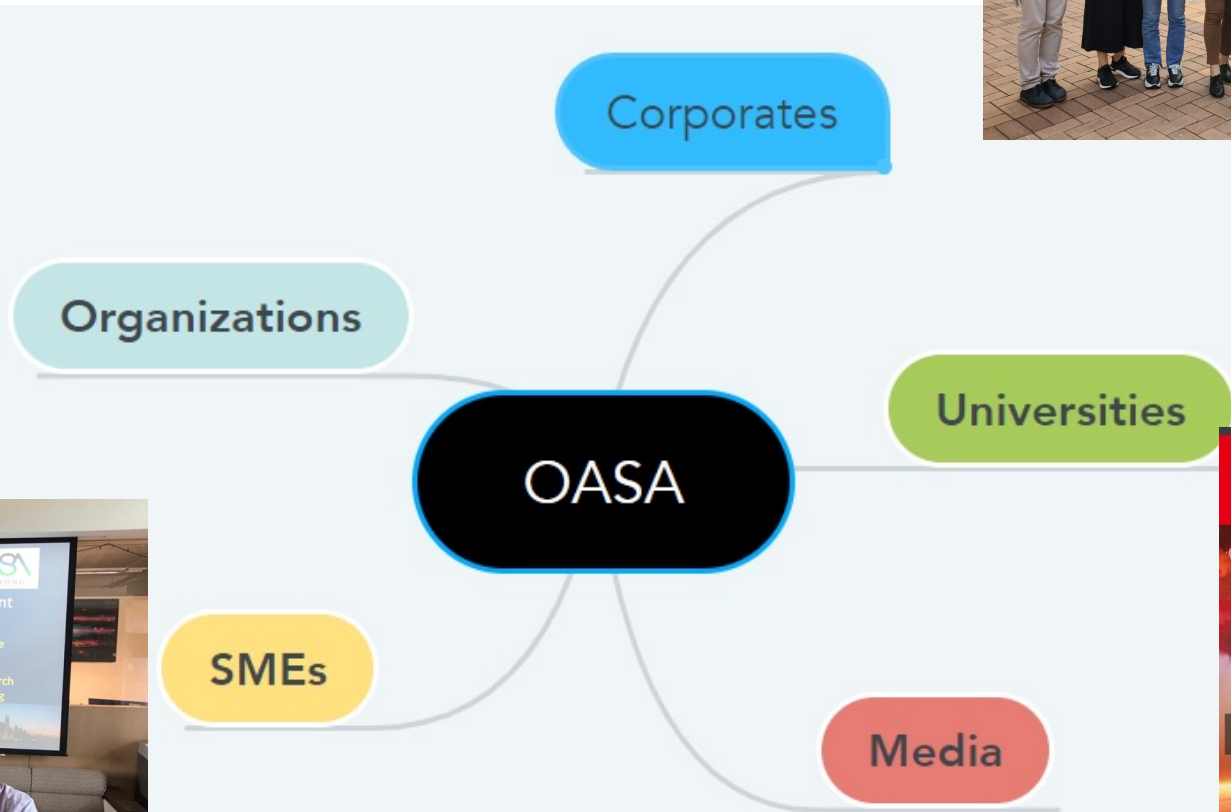 Corporates
Organizations
Universities
OASA
SMEs
Media